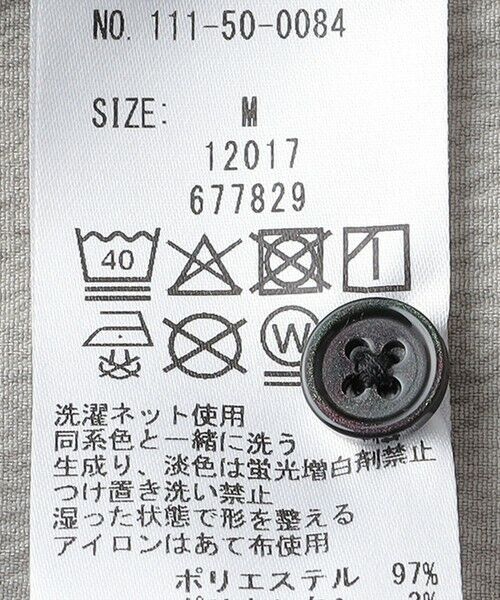 NO. 111-50-0084
SIZE: M
12017
677829
40
W
洗濯ネット使用
同系色と一緒に洗う
生成り、淡色は蛍光増白剤禁止
つけ置き洗い禁止
湿った状態で形を整える
アイロンはあて布使用
ポリエステル 97%